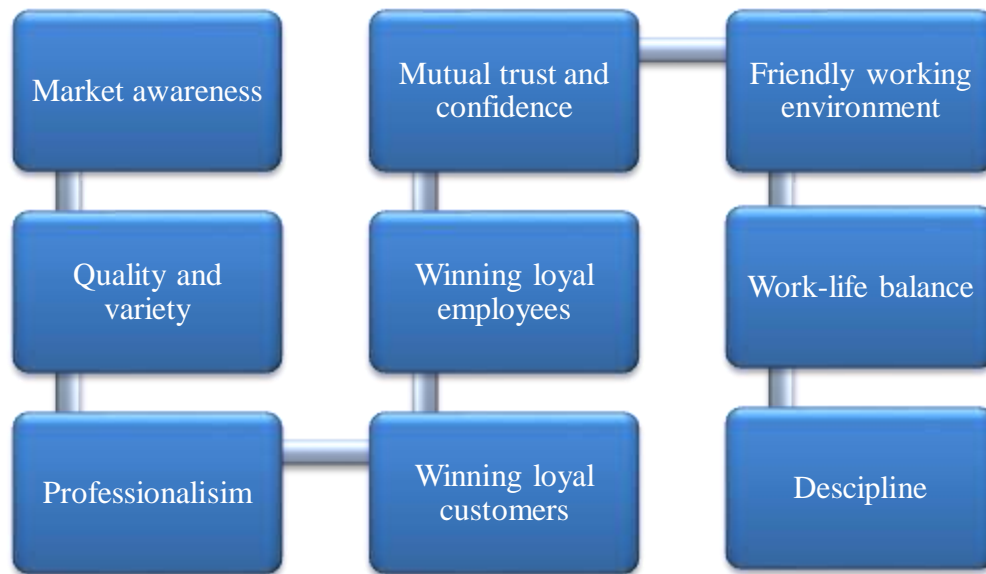 Market awareness
Quality and
variety
Professionalisim
Winning loyal
customers
Winning loyal
employees
Mutual trust and
confidence
Friendly working
environment
Work-life balance
Descipline